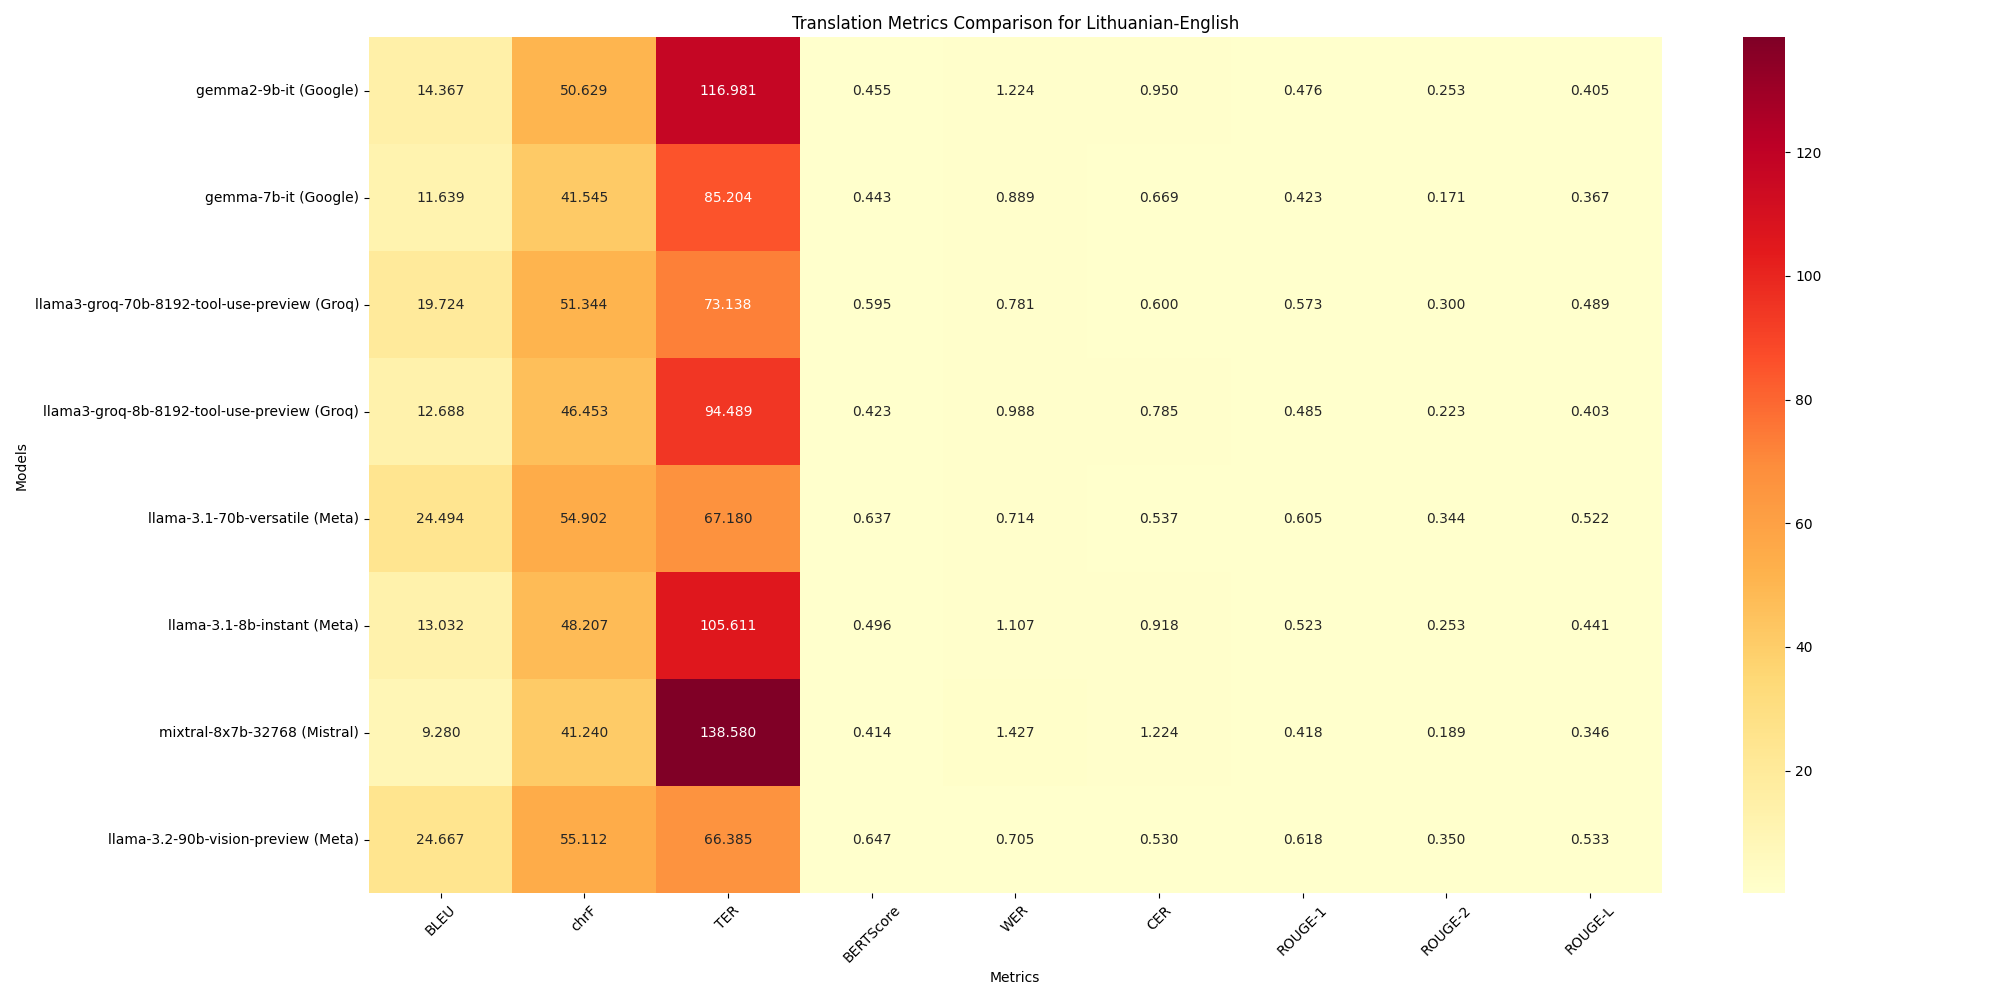 Translation Metrics Comparison for Lithuanian-English
Models
gemma2-9b-it (Google) 14.367 50.629 116.981 0.455 1.224 0.950 0.476 0.253 0.405
gemma-7b-it (Google) 11.639 41.545 85.204 0.443 0.889 0.669 0.423 0.171 0.367
llama3-groq-70b-8192-tool-use-preview (Groq) 19.724 51.344 73.138 0.595 0.781 0.600 0.573 0.300 0.489
llama3-groq-8b-8192-tool-use-preview (Groq) 12.688 46.453 94.489 0.423 0.988 0.785 0.485 0.223 0.403
llama-3.1-70b-versatile (Meta) 24.494 54.902 67.180 0.637 0.714 0.537 0.605 0.344 0.522
llama-3.1-8b-instant (Meta) 13.032 48.207 105.611 0.496 1.107 0.918 0.523 0.253 0.441
mixtral-8x7b-32768 (Mistral) 9.280 41.240 138.580 0.414 1.427 1.224 0.418 0.189 0.346
llama-3.2-90b-vision-preview (Meta) 24.667 55.112 66.385 0.647 0.705 0.530 0.618 0.350 0.533
BLEU chrF TER BERTScore WER CER ROUGE-1 ROUGE-2 ROUGE-L
Metrics
120
100
80
60
40
20